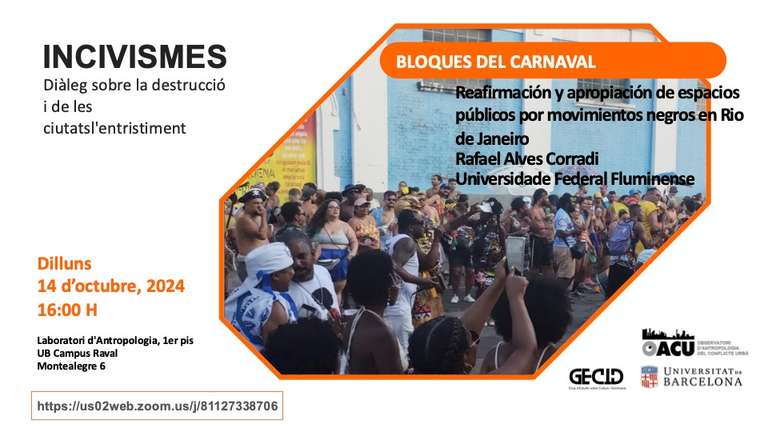 INCIVISMES
Diàleg sobre la destrucció
i de les
ciutatsl'entristiment
BLOQUES DEL CARNAVAL
Reafirmación y apropiación de espacios
públicos por movimientos negros en Rio
de Janeiro
Rafael Alves Corradi
Universidade Federal Fluminense
Dilluns
14 d’octubre, 2024
16:00 H
Laboratori d'Antropologia, 1er pis
UB Campus Raval
Montealegre 6
https://us02web.zoom.us/j/81127338706
OACU
OBSERVATORI
D'ANTROPOLOGIA
DEL CONFLICTE URBÀ
GECID
UNIVERSITAT DE
BARCELONA